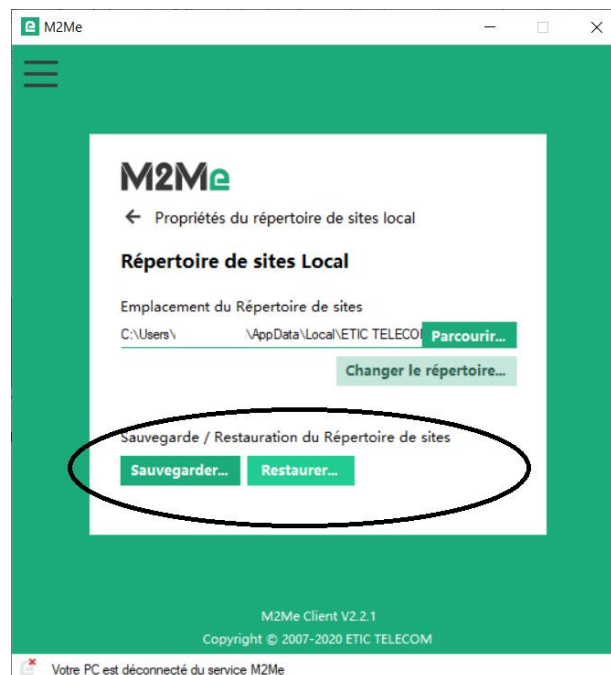 M2Me
M2Me
Propriétés du répertoire de sites local
Répertoire de sites Local
Emplacement du Répertoire de sites
C:\Users\ \AppData\Local\ETIC TELECO Parcourir...
Changer le répertoire...
Sauvegarde / Restauration du Répertoire de sites
Sauvegarder... Restaurer...
M2Me Client V2.2.1
Copyright © 2007-2020 ETIC TELECOM
Votre PC est déconnecté du service M2Me